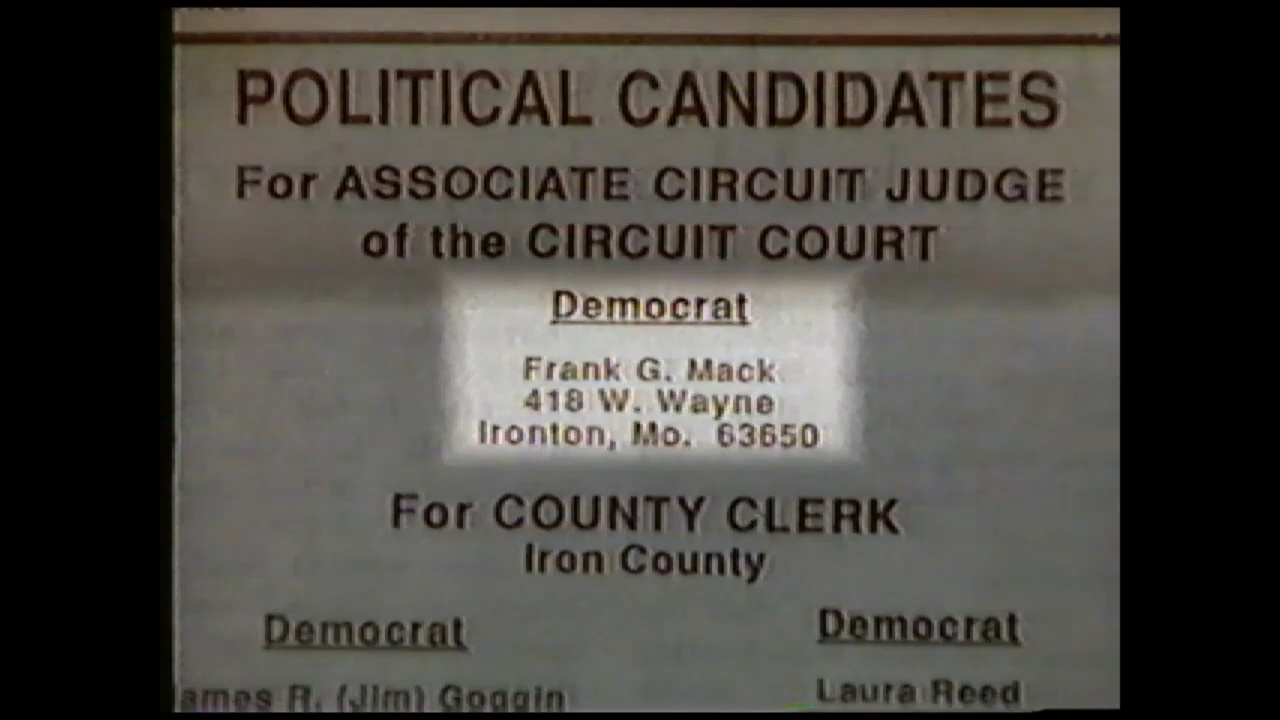 POLITICAL CANDIDATES
For ASSOCIATE CIRCUIT JUDGE
of the CIRCUIT COURT
Democrat
Frank G. Mack
418 W. Wayne
Ironton, Mo. 63650
For COUNTY CLERK
Iron County
Democrat
Democrat
ames R. (Jim) Goggin
Laura Reed